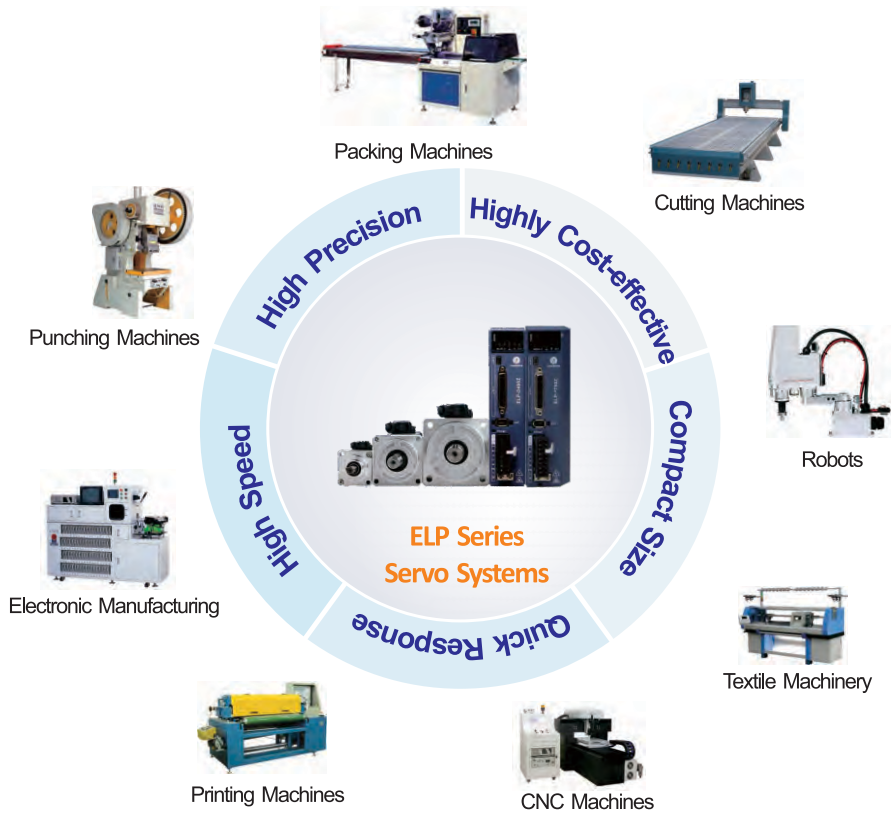 Packing Machines
Cutting Machines
High Precision
Highly Cost-effective
Punching Machines
Robots
Compact Size
High Speed
ELP Series
Servo Systems
Electronic Manufacturing
Quick Response
Textile Machinery
Printing Machines
CNC Machines